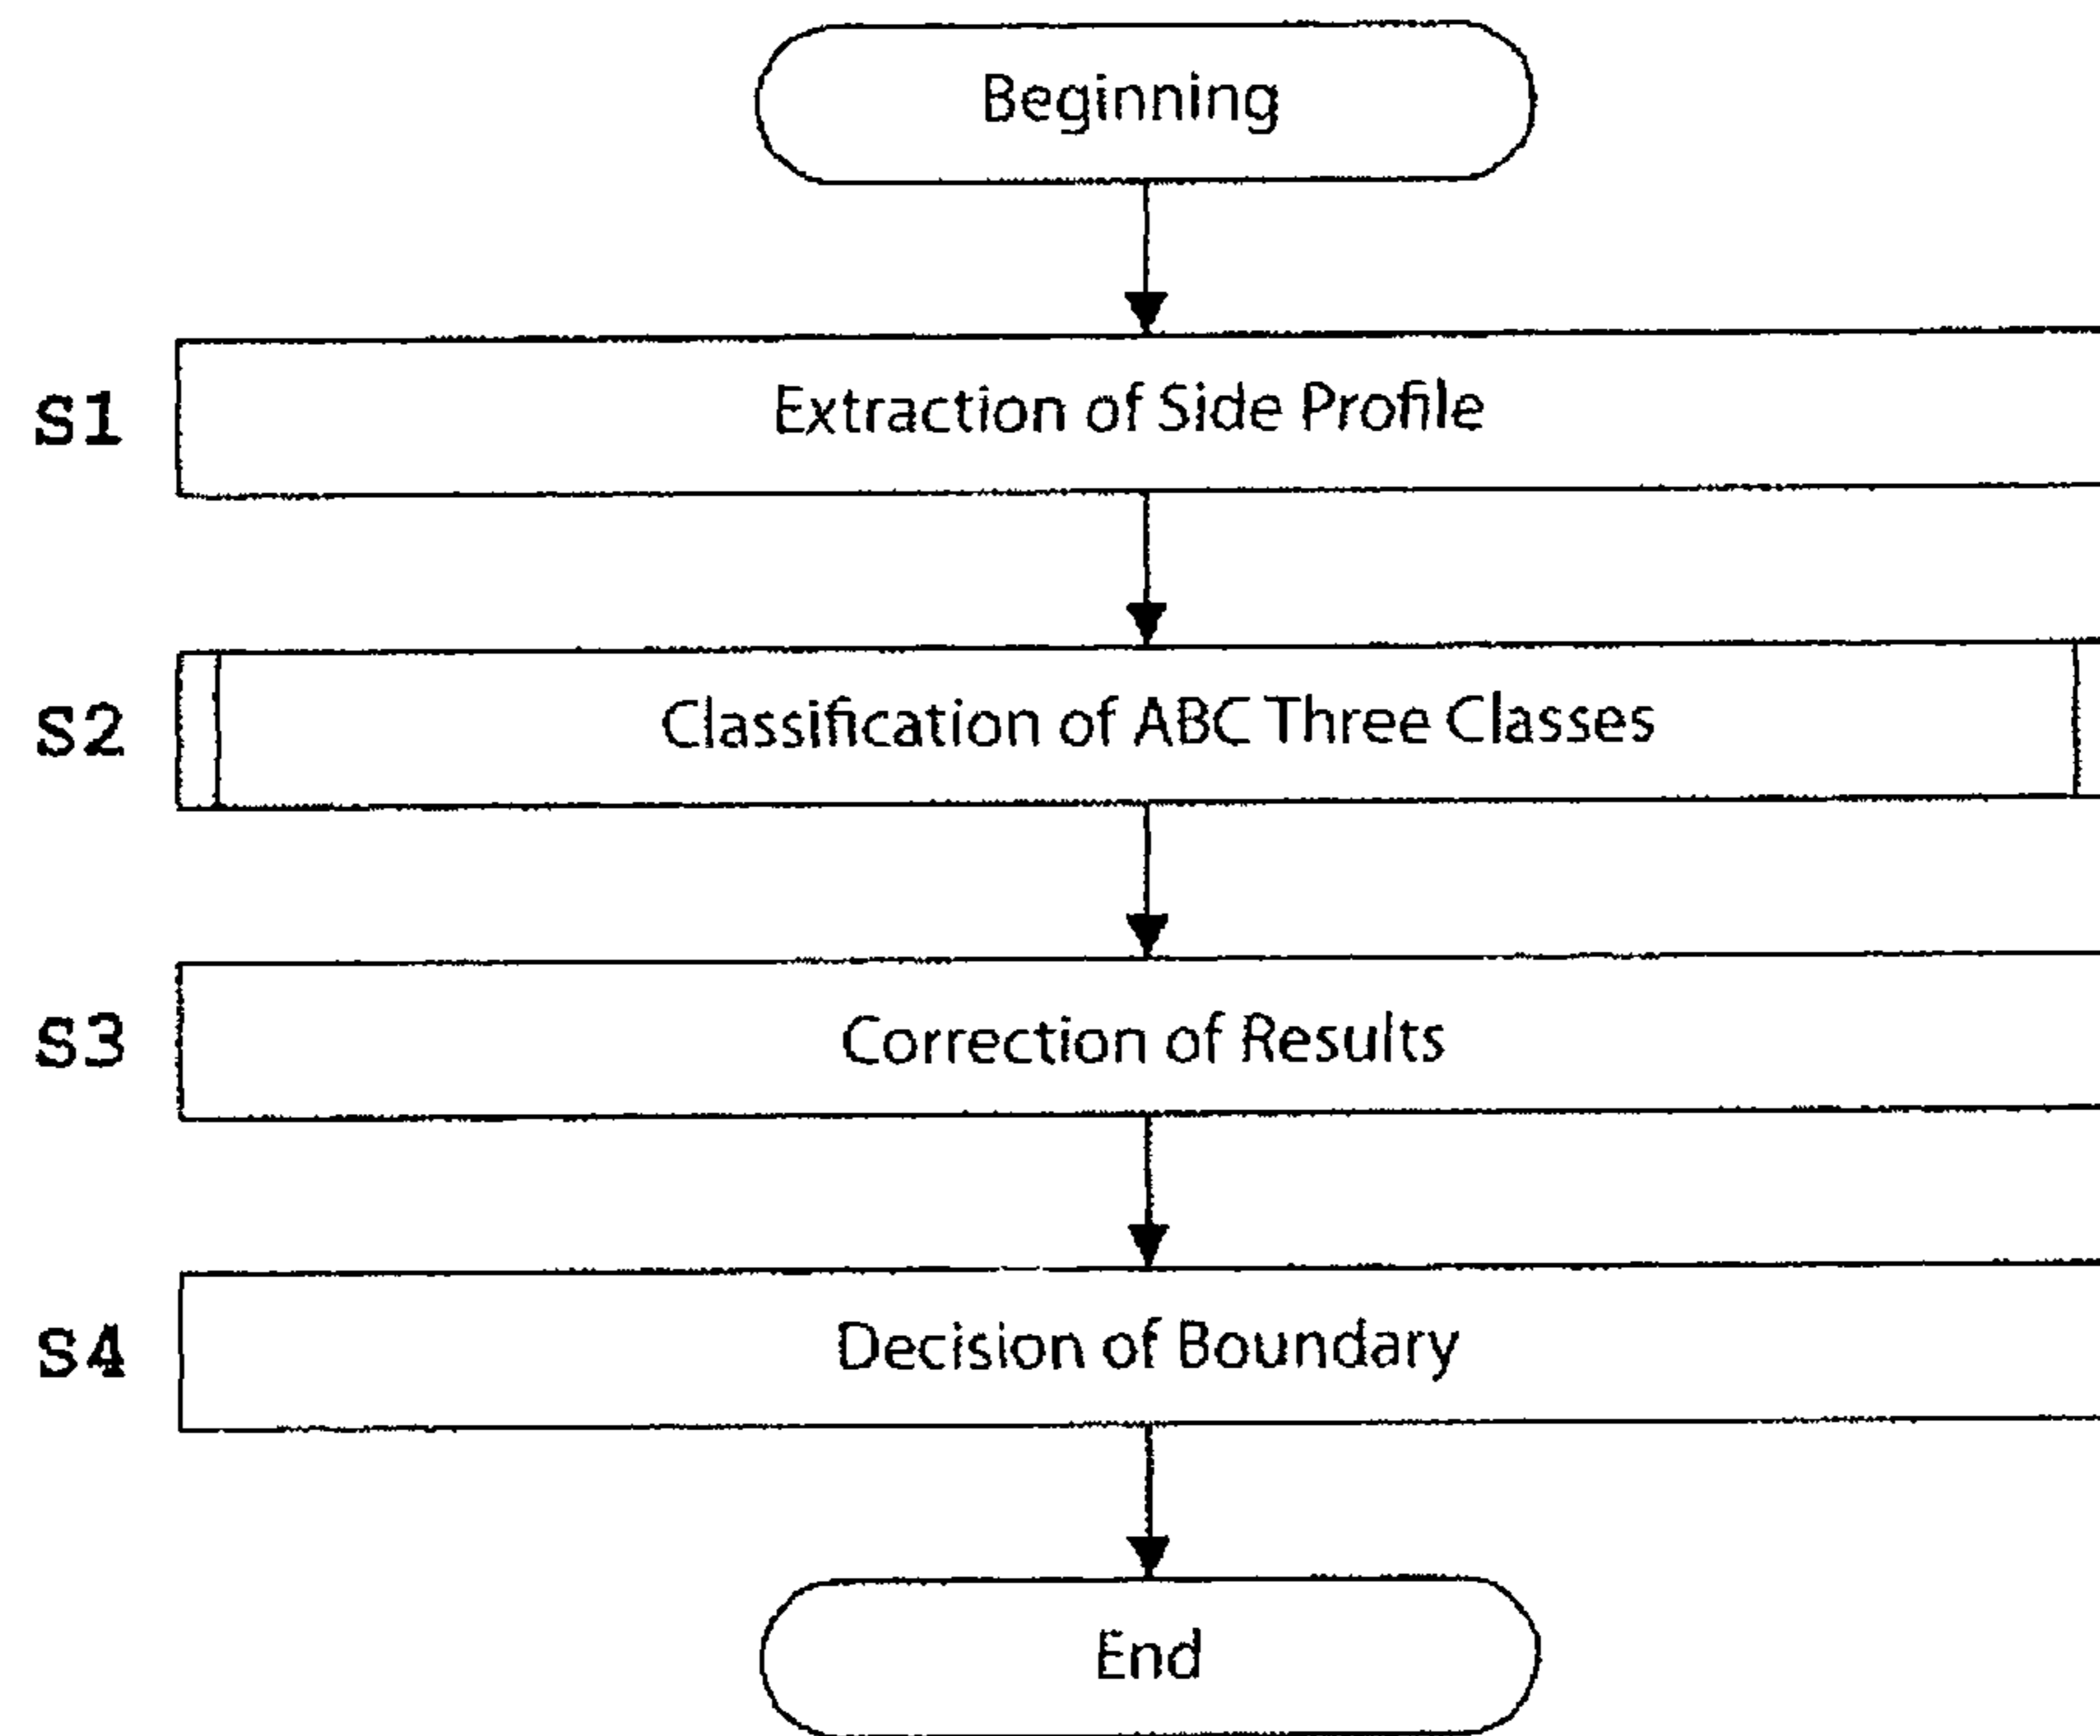 Beginning
S1 Extraction of Side Profile
S2 Classification of ABC Three Classes
S3 Correction of Results
S4 Decision of Boundary
End